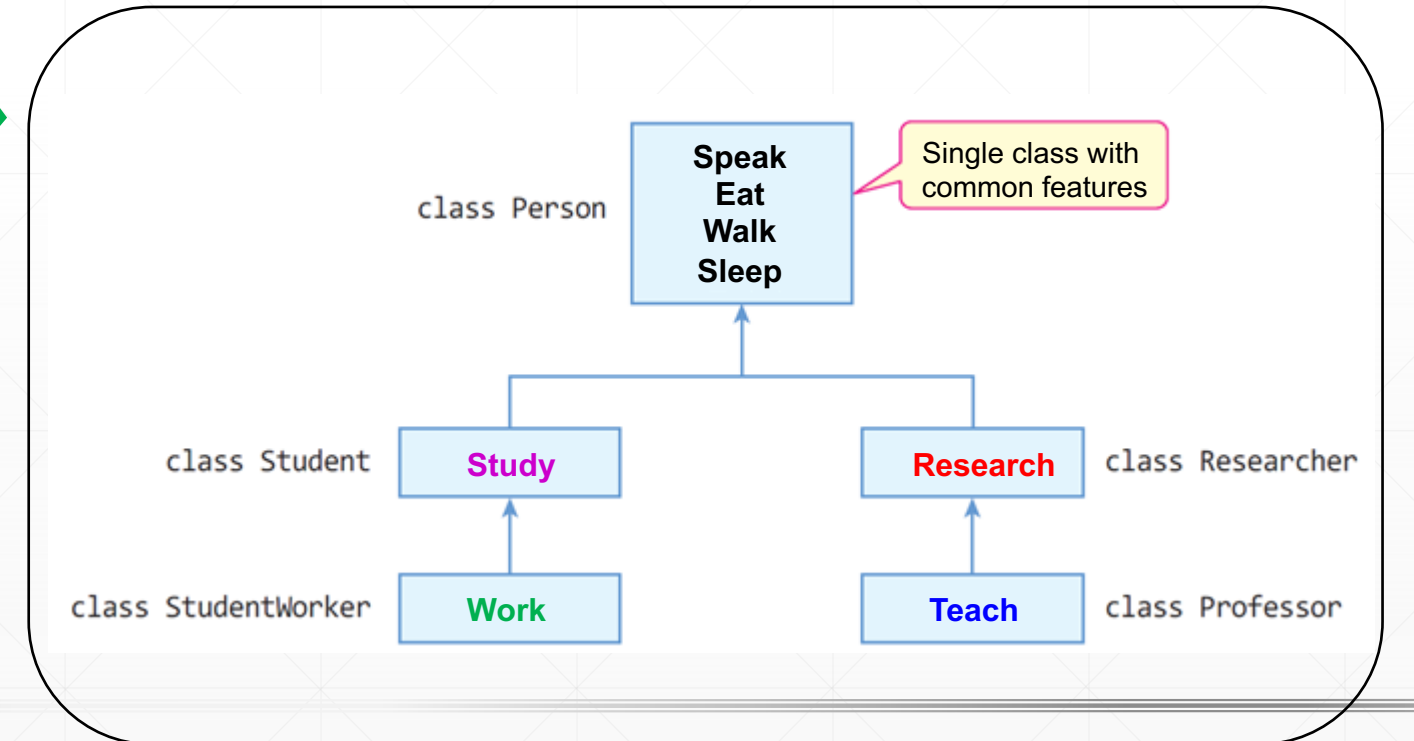 class Person
Speak
Eat
Walk
Sleep
Single class with
common features
class Student
Study
Research
class Researcher
class StudentWorker
Work
Teach
class Professor